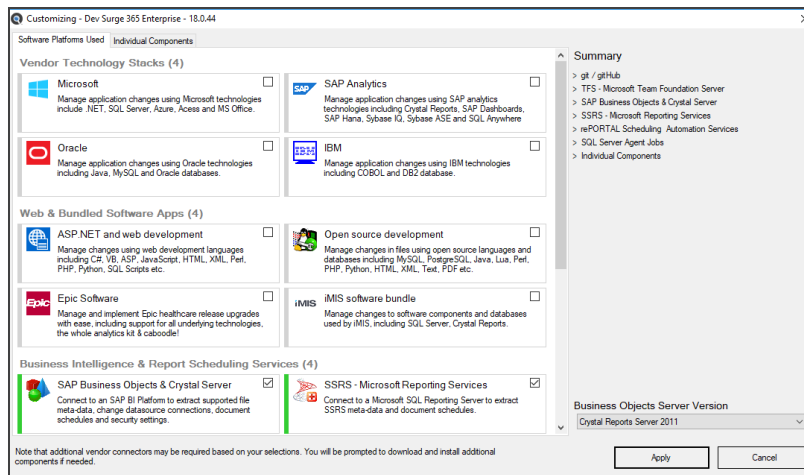 Customizing - Dev Surge 365 Enterprise - 18.0.44
Software Platforms Used
Individual Components
Vendor Technology Stacks (4)
Microsoft
Manage application changes using Microsoft technologies
include .NET, SQL Server, Azure, Acess and MS Office.
SAP
SAP Analytics
Manage application changes using SAP analytics
technologies including Crystal Reports, SAP Dashboards,
SAP Hana, Sybase IQ, Sybase ASE and SQL Anywhere
Oracle
Manage application changes using Oracle technologies
including Java, MySQL and Oracle databases.
IBM
IBM
Manage application changes using IBM technologies
including COBOL and DB2 database.
Web & Bundled Software Apps (4)
ASP.NET and web development
Manage changes using web development languages
including C#, VB, ASP, JavaScript, HTML, XML, Perl,
PHP, Python, SQL Scripts etc.
Open source development
Manage changes in files using open source languages and
databases including MySQL, PostgreSQL, Java, Lua, Perl,
PHP, Python, HTML, XML, Text, PDF etc.
Epic
Epic Software
Manage and implement Epic healthcare release upgrades
with ease, including support for all underlying technologies,
the whole analytics kit & caboodle!
iMIS
iMIS software bundle
Manage changes to software components and databases
used by iMIS, including SQL Server, Crystal Reports.
Business Intelligence & Report Scheduling Services (4)
SAP Business Objects & Crystal Server
Connect to an SAP BI Platform to extract supported file
meta-data, change datasource connections, document
schedules and security settings.
SSRS - Microsoft Reporting Services
Connect to a Microsoft SQL Reporting Server to extract
SSRS meta-data and document schedules.
Summary
> git / gitHub
> TFS - Microsoft Team Foundation Server
> SAP Business Objects & Crystal Server
> SSRS - Microsoft Reporting Services
> rePORTAL Scheduling Automation Services
> SQL Server Agent Jobs
> Individual Components
Business Objects Server Version
Crystal Reports Server 2011
Note that additional vendor connectors may be required based on your selections. You will be prompted to download and install additional
components if needed.
Apply
Cancel